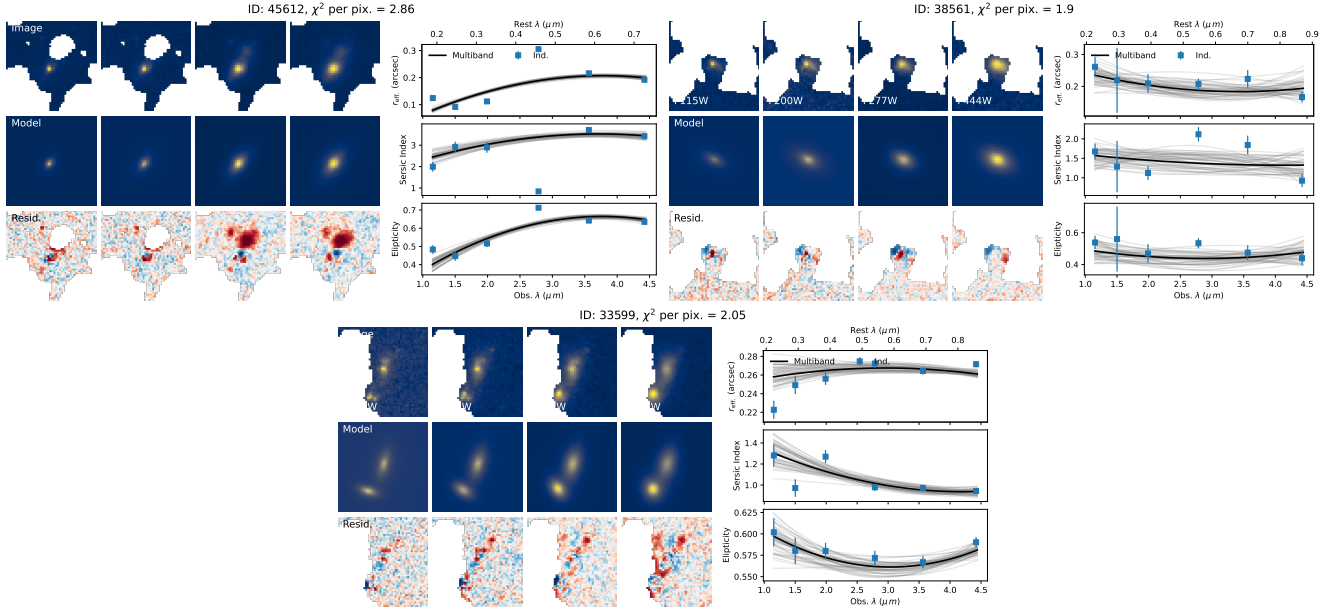 ID: 45612, χ² per pix. = 2.86
Image
Model
Resid.
Rest λ (μm)
0.2 0.3 0.4 0.5 0.6 0.7
Multiband Ind.
r_eff. (arcsec)
0.3
0.2
0.1
Sersic Index
3
2
1
Elipticity
0.7
0.6
0.5
0.4
1.0 1.5 2.0 2.5 3.0 3.5 4.0 4.5
Obs. λ (μm)
ID: 38561, χ² per pix. = 1.9
115W 200W 277W 444W
Model
Resid.
Rest λ (μm)
0.2 0.3 0.4 0.5 0.6 0.7 0.8 0.9
Multiband Ind.
r_eff. (arcsec)
0.3
0.2
Sersic Index
2.0
1.5
1.0
Elipticity
0.6
0.4
1.0 1.5 2.0 2.5 3.0 3.5 4.0 4.5
Obs. λ (μm)
ID: 33599, χ² per pix. = 2.05
ge
W W W W
Model
Resid.
Rest λ (μm)
0.2 0.3 0.4 0.5 0.6 0.7 0.8
Multiband Ind.
r_eff. (arcsec)
0.28
0.26
0.24
0.22
Sersic Index
1.4
1.2
1.0
Elipticity
0.625
0.600
0.575
0.550
1.0 1.5 2.0 2.5 3.0 3.5 4.0 4.5
Obs. λ (μm)